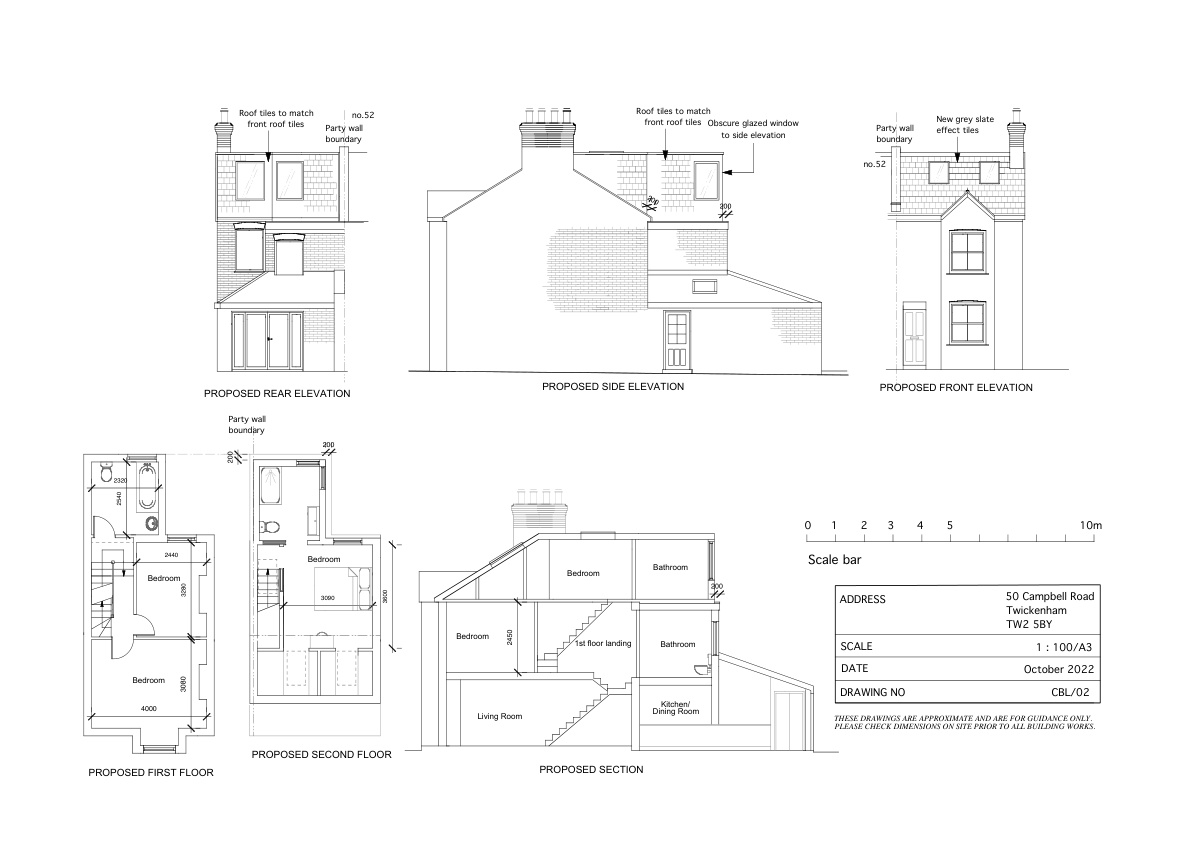 Roof tiles to match
front roof tiles
no.52
Party wall
boundary
Roof tiles to match
front roof tiles
Obscure glazed window
to side elevation
200
200
New grey slate
effect tiles
Party wall
boundary
no.52
PROPOSED REAR ELEVATION
PROPOSED SIDE ELEVATION
PROPOSED FRONT ELEVATION
Party wall
boundary
200
200
2320
2540
2440
Bedroom
3280
Bedroom
3080
4000
PROPOSED FIRST FLOOR
Bedroom
3090
3600
PROPOSED SECOND FLOOR
Bedroom
Bathroom
200
Bedroom
2450
1st floor landing
Bathroom
Living Room
Kitchen/
Dining Room
PROPOSED SECTION
0 1 2 3 4 5 10m
Scale bar
ADDRESS
50 Campbell Road
Twickenham
TW2 5BY
SCALE 1 : 100/A3
DATE October 2022
DRAWING NO CBL/02
THESE DRAWINGS ARE APPROXIMATE AND ARE FOR GUIDANCE ONLY.
PLEASE CHECK DIMENSIONS ON SITE PRIOR TO ALL BUILDING WORKS.